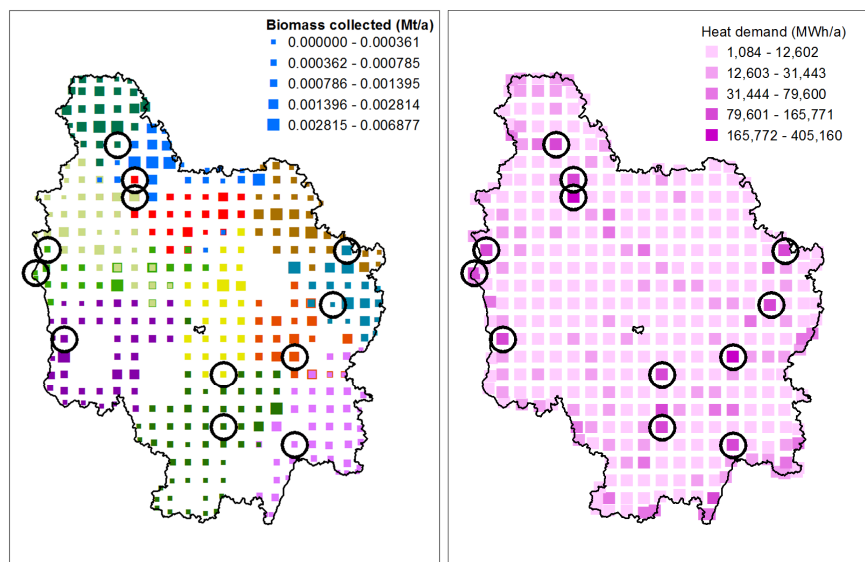 Biomass collected (Mt/a)
0.000000 - 0.000361
0.000362 - 0.000785
0.000786 - 0.001395
0.001396 - 0.002814
0.002815 - 0.006877
Heat demand (MWh/a)
1,084 - 12,602
12,603 - 31,443
31,444 - 79,600
79,601 - 165,771
165,772 - 405,160